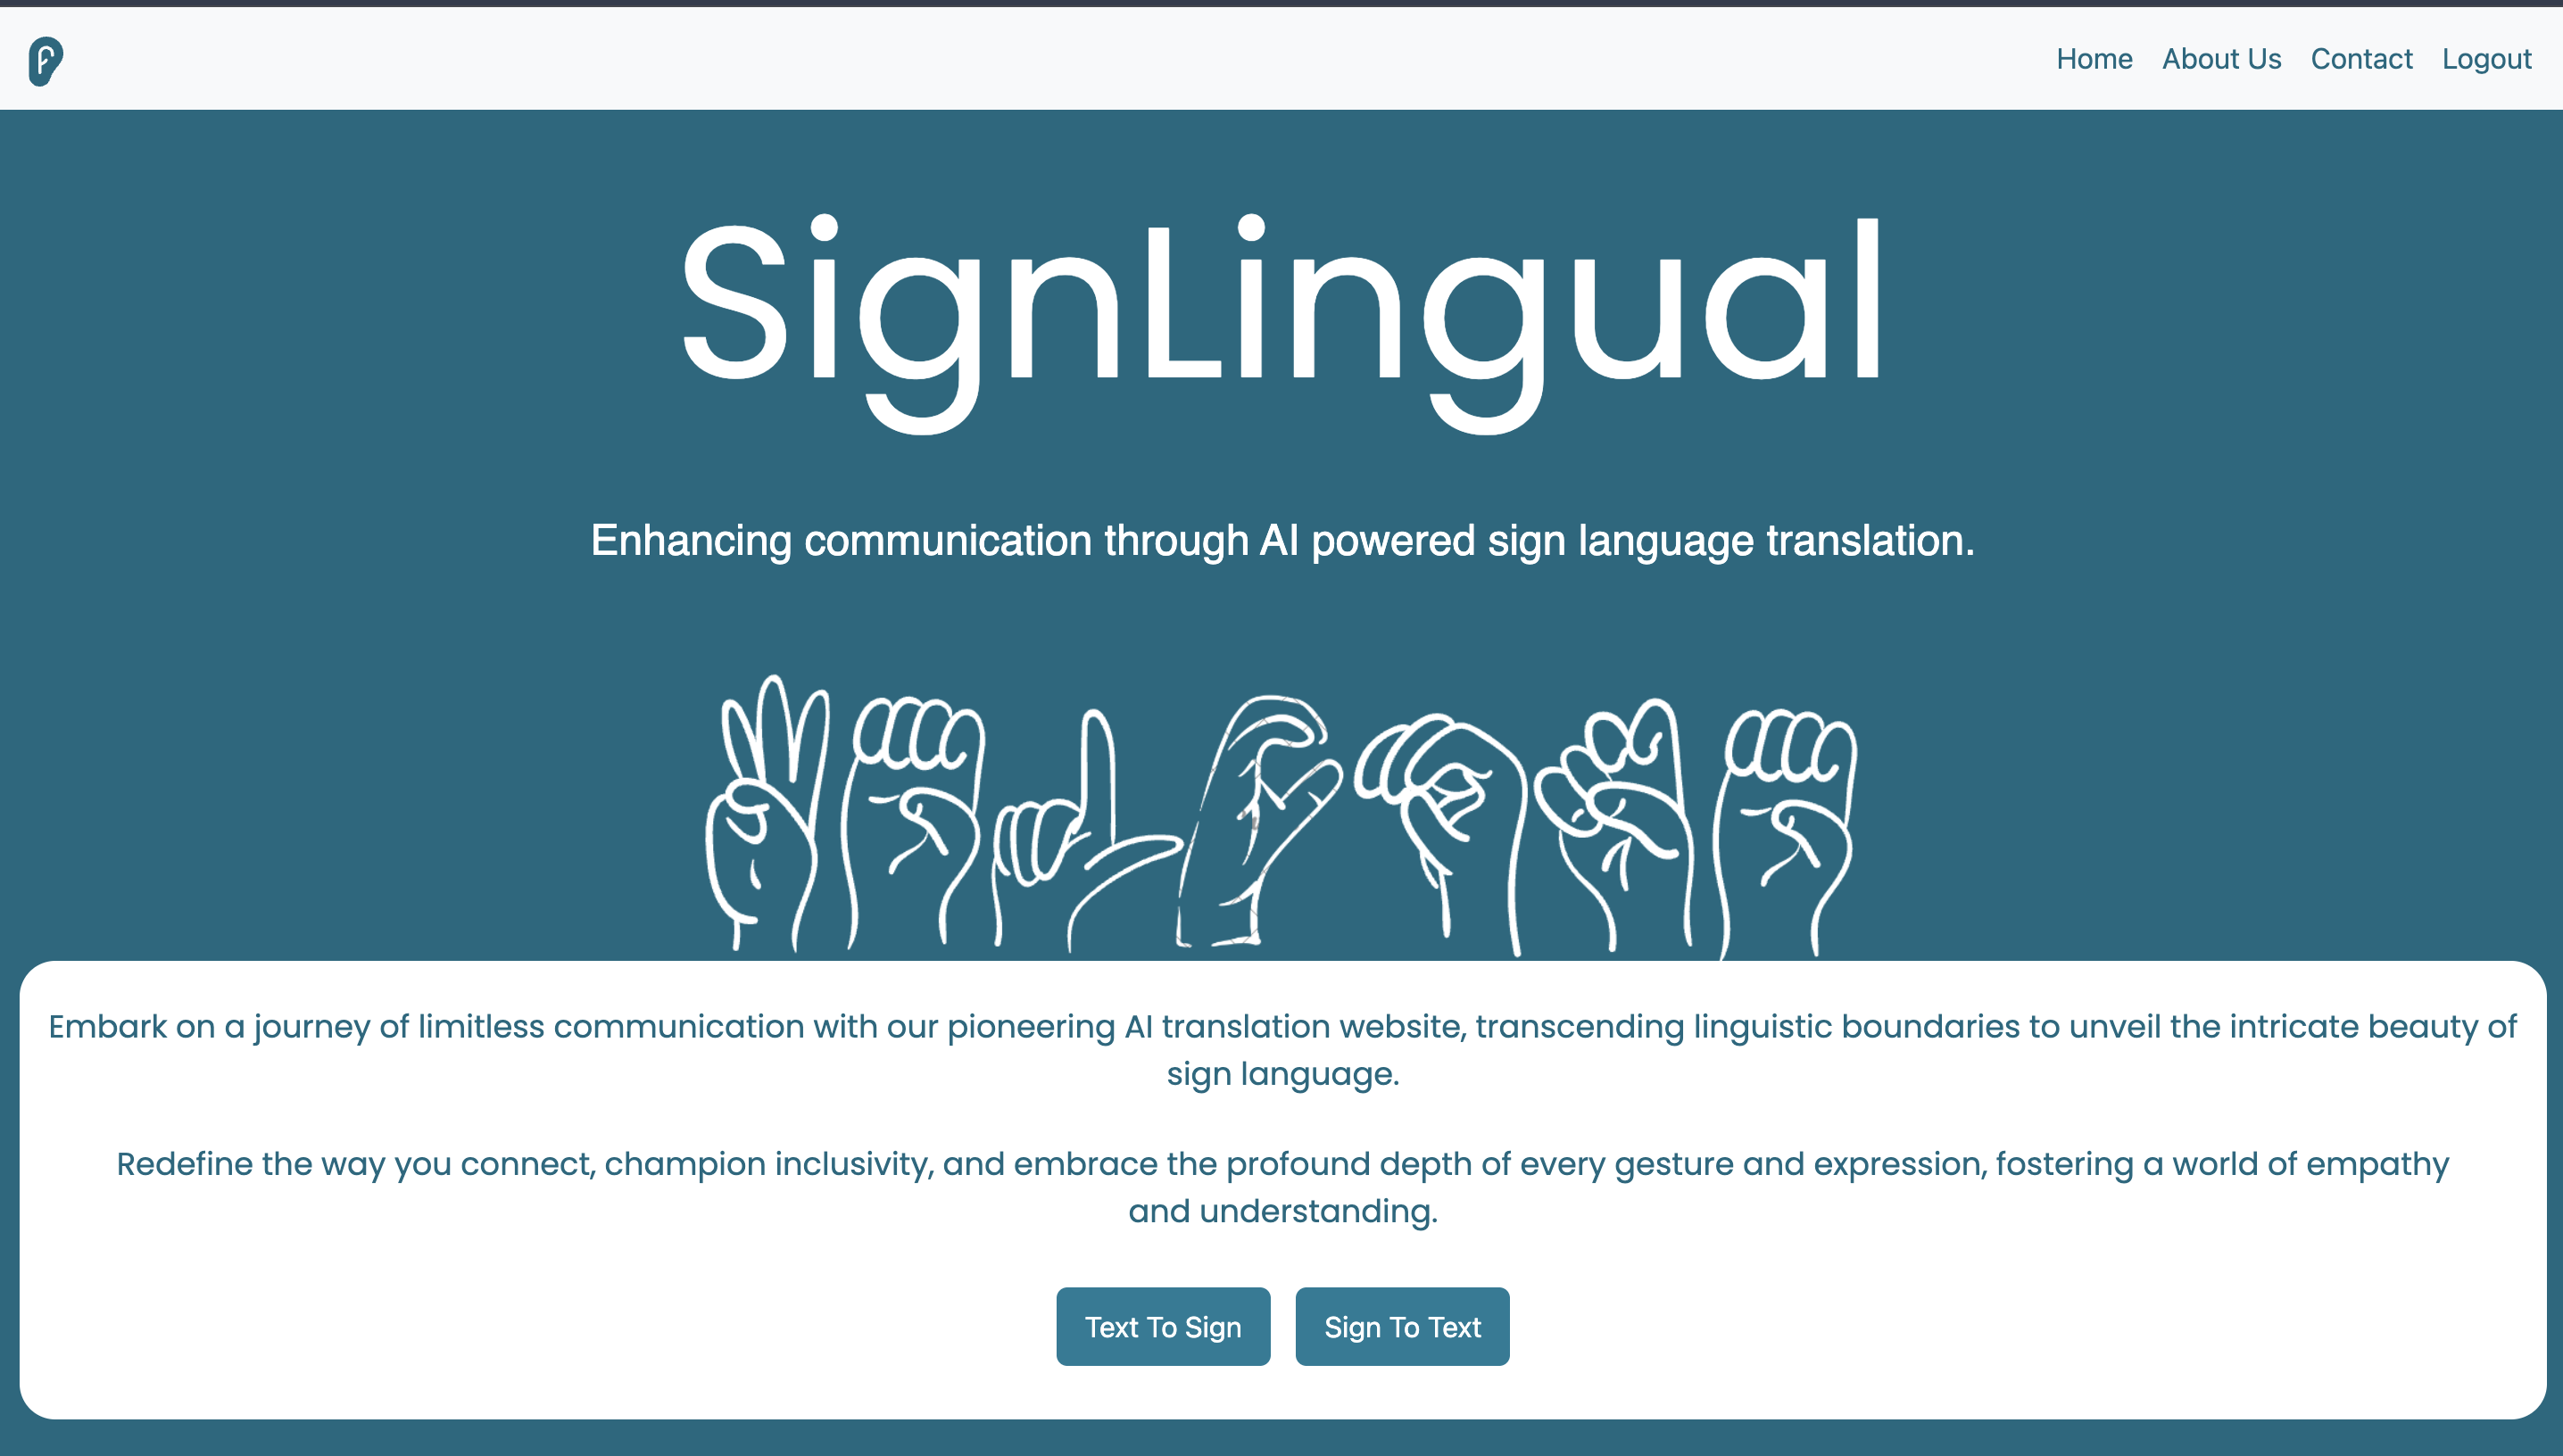 Home About Us Contact Logout
SignLingual
Enhancing communication through AI powered sign language translation.
Embark on a journey of limitless communication with our pioneering AI translation website, transcending linguistic boundaries to unveil the intricate beauty of
sign language.
Redefine the way you connect, champion inclusivity, and embrace the profound depth of every gesture and expression, fostering a world of empathy
and understanding.
Text To Sign
Sign To Text